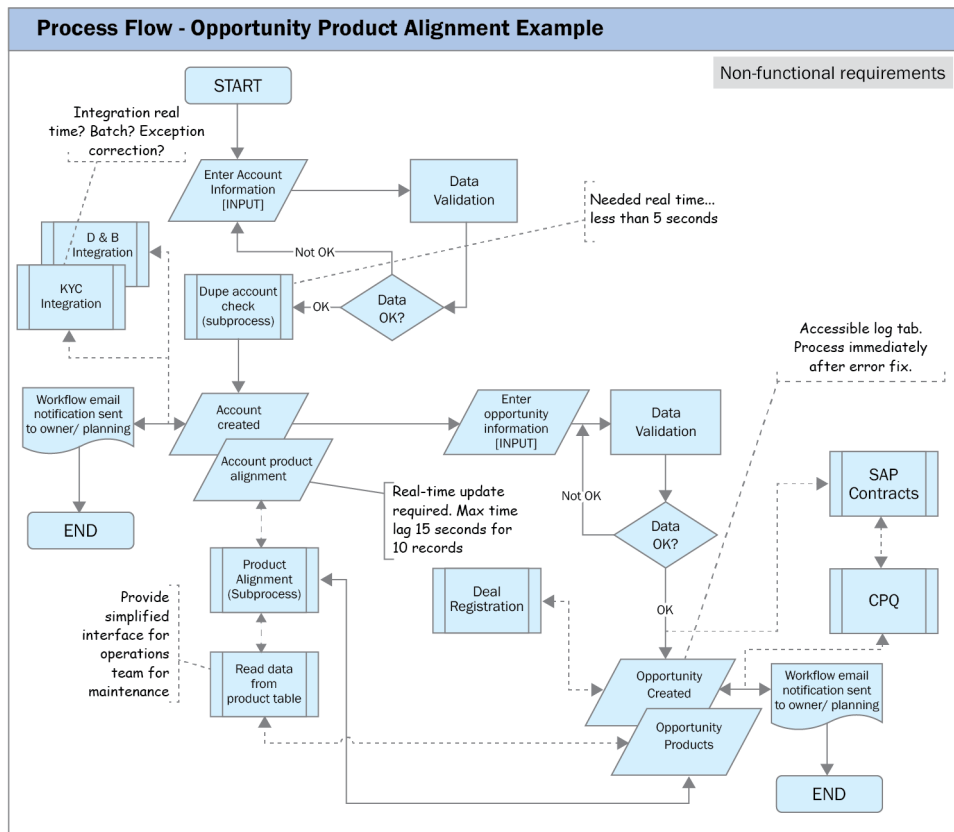 Process Flow - Opportunity Product Alignment Example
Non-functional requirements
START
Integration real
time? Batch? Exception
correction?
Enter Account
Information
[INPUT]
Data
Validation
Needed real time...
less than 5 seconds
D & B
Integration
KYC
Integration
Not OK
Dupe account
check
(subprocess)
OK
Data
OK?
Accessible log tab.
Process immediately
after error fix.
Workflow email
notification sent
to owner/ planning
Account
created
Enter
opportunity
information
[INPUT]
Data
Validation
Account product
alignment
SAP
Contracts
Not OK
Real-time update
required. Max time
lag 15 seconds for
10 records
END
Data
OK?
Product
Alignment
(Subprocess)
Deal
Registration
CPQ
OK
Provide
simplified
interface for
operations
team for
maintenance
Read data
from
product table
Opportunity
Created
Workflow email
notification sent
to owner/ planning
Opportunity
Products
END